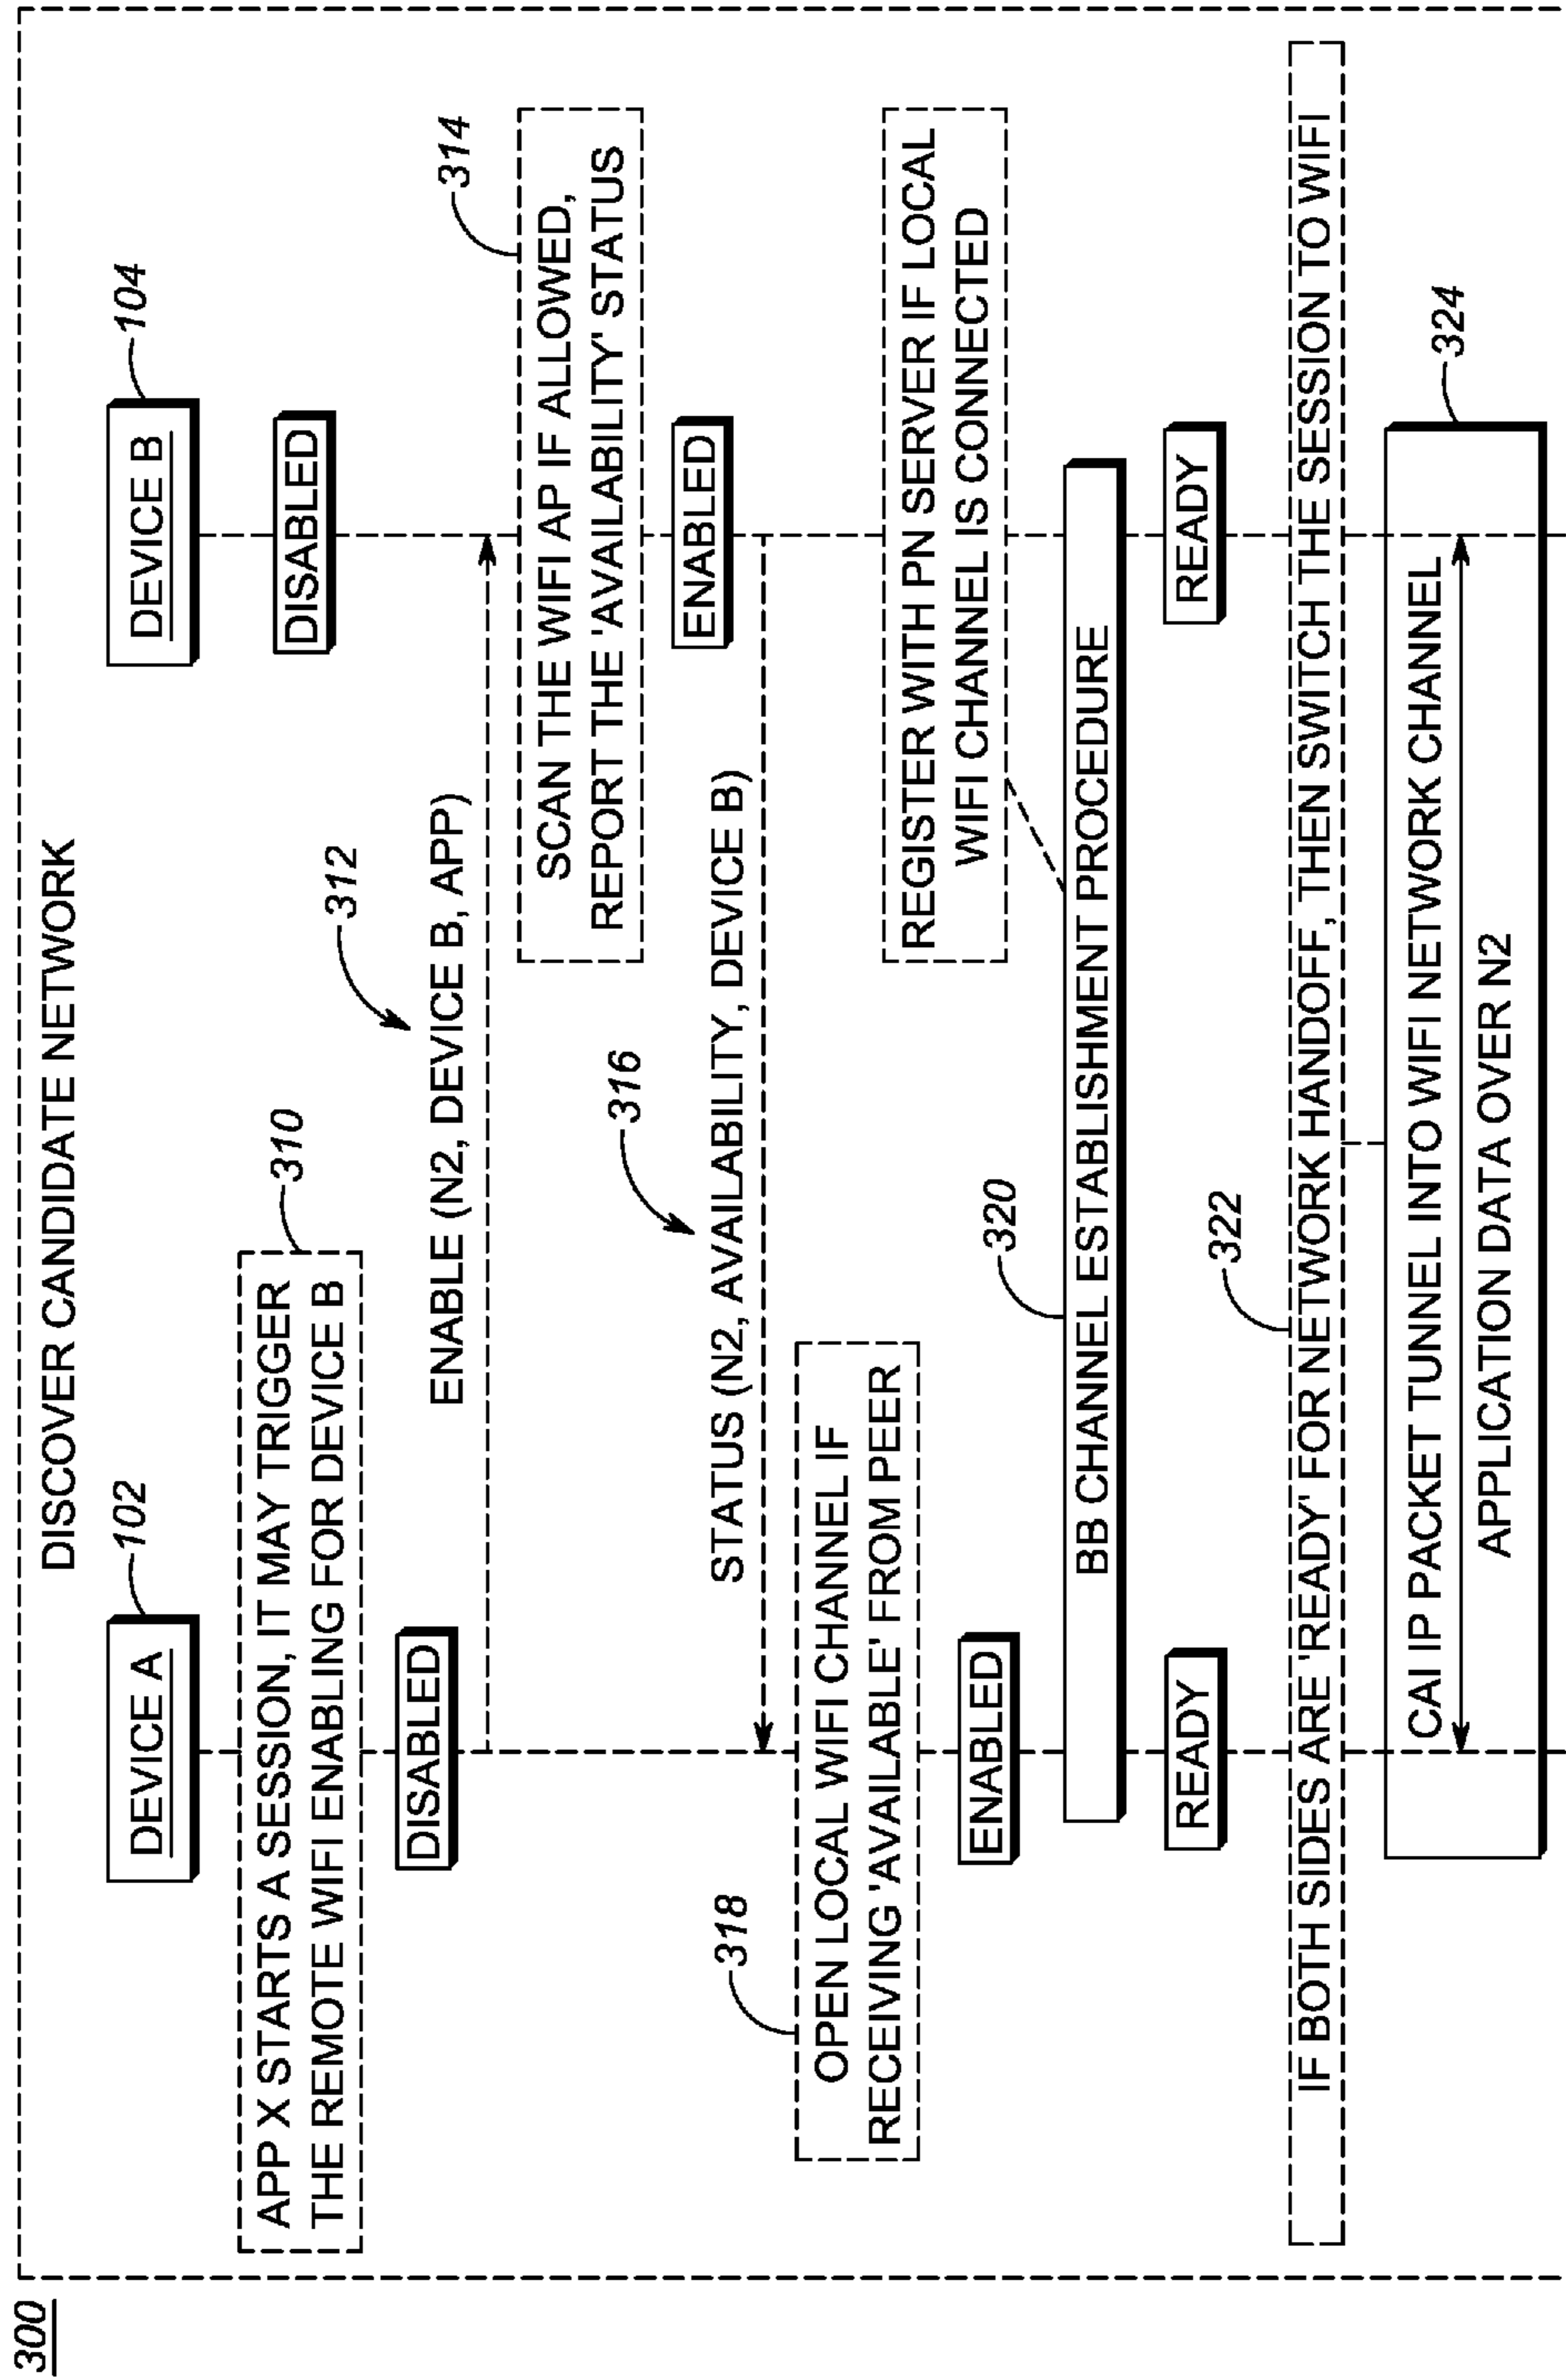 300
DISCOVER CANDIDATE NETWORK
DEVICE A
102
DEVICE B
104
APP X STARTS A SESSION, IT MAY TRIGGER
THE REMOTE WIFI ENABLING FOR DEVICE B
310
DISABLED
DISABLED
312
ENABLE (N2, DEVICE B, APP)
314
SCAN THE WIFI AP IF ALLOWED,
REPORT THE 'AVAILABILITY' STATUS
ENABLED
316
STATUS (N2, AVAILABILITY, DEVICE B)
318
OPEN LOCAL WIFI CHANNEL IF
RECEIVING 'AVAILABLE' FROM PEER
REGISTER WITH PN SERVER IF LOCAL
WIFI CHANNEL IS CONNECTED
ENABLED
320
BB CHANNEL ESTABLISHMENT PROCEDURE
READY
READY
322
IF BOTH SIDES ARE 'READY' FOR NETWORK HANDOFF, THEN SWITCH THE SESSION TO WIFI
324
CAI IP PACKET TUNNEL INTO WIFI NETWORK CHANNEL
APPLICATION DATA OVER N2